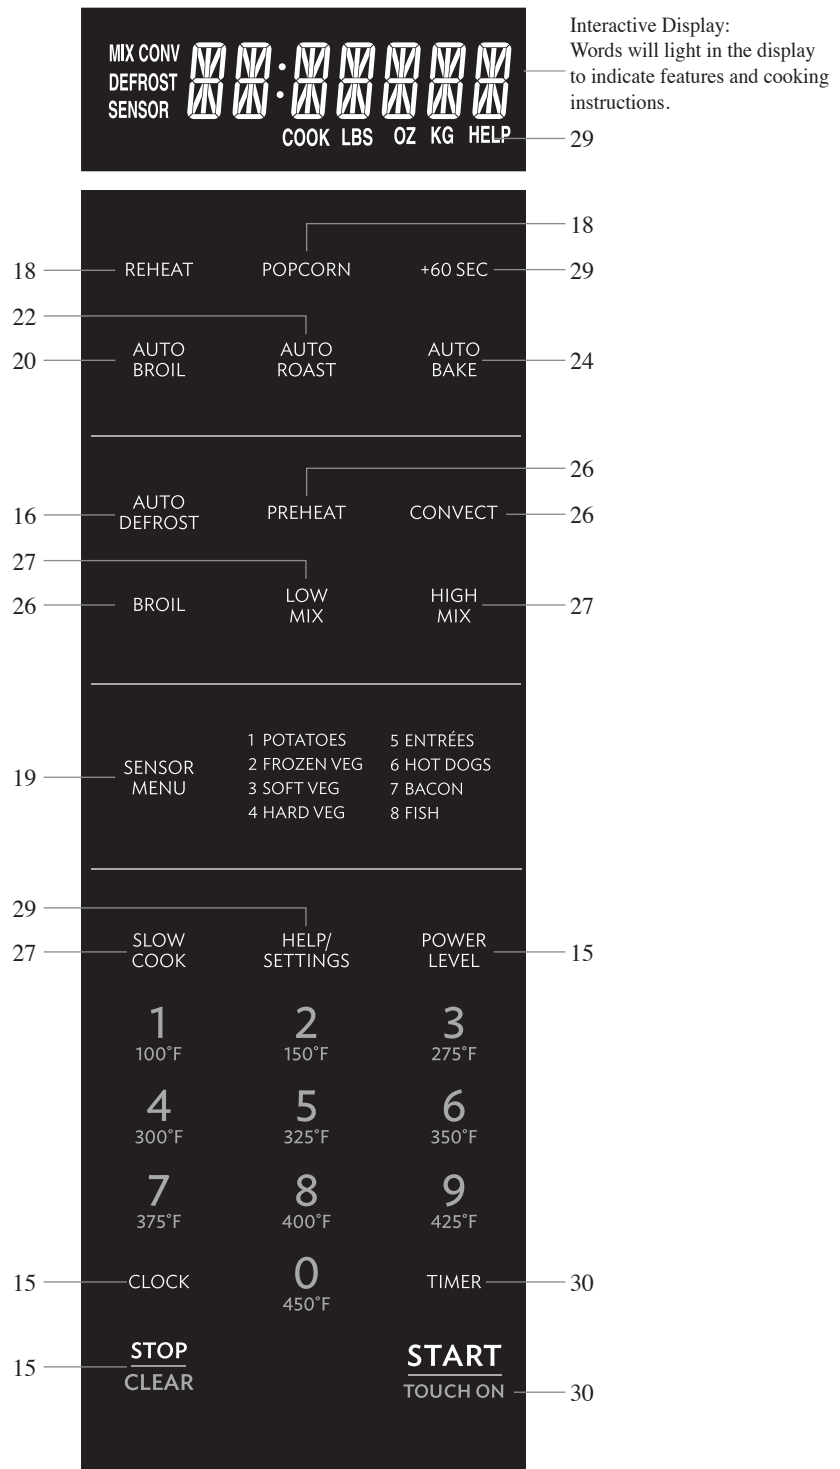 Interactive Display:
Words will light in the display
to indicate features and cooking
instructions.
MIX CONV
DEFROST
SENSOR
COOK LBS OZ KG HELP
29
18
18 REHEAT POPCORN +60 SEC 29
22
20 AUTO BROIL AUTO ROAST AUTO BAKE 24
26
16 AUTO DEFROST PREHEAT CONVECT 26
27
26 BROIL LOW MIX HIGH MIX 27
19 SENSOR MENU
1 POTATOES 5 ENTRÉES
2 FROZEN VEG 6 HOT DOGS
3 SOFT VEG 7 BACON
4 HARD VEG 8 FISH
29
27 SLOW COOK HELP/ SETTINGS POWER LEVEL 15
1 2 3
100°F 150°F 275°F
4 5 6
300°F 325°F 350°F
7 8 9
375°F 400°F 425°F
15 CLOCK 0 TIMER 30
450°F
STOP START
15 CLEAR TOUCH ON 30